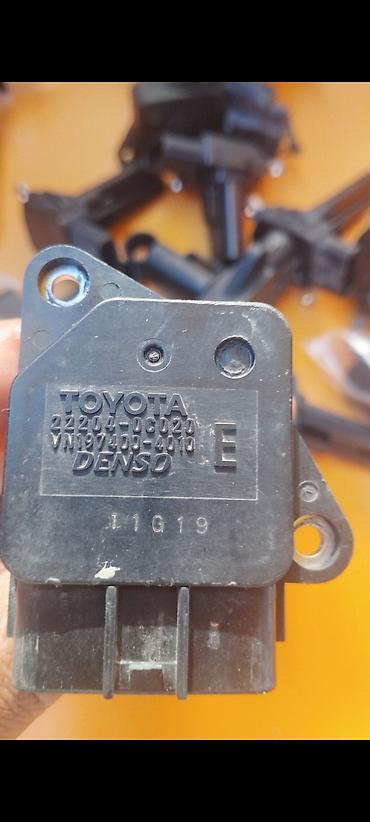 TOYOTA
22204-0C020
VN197400-4010
DENSO
E
11G19